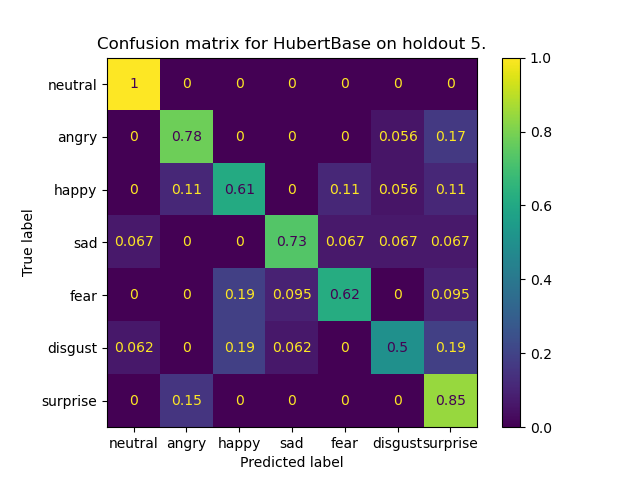 Confusion matrix for HubertBase on holdout 5.
neutral 1 0 0 0 0 0 0
angry 0 0.78 0 0 0 0.056 0.17
happy 0 0.11 0.61 0 0.11 0.056 0.11
sad 0.067 0 0 0.73 0.067 0.067 0.067
fear 0 0 0.19 0.095 0.62 0 0.095
disgust 0.062 0 0.19 0.062 0 0.5 0.19
surprise 0 0.15 0 0 0 0 0.85
neutral angry happy sad fear disgust surprise
Predicted label
True label
1.0
0.8
0.6
0.4
0.2
0.0